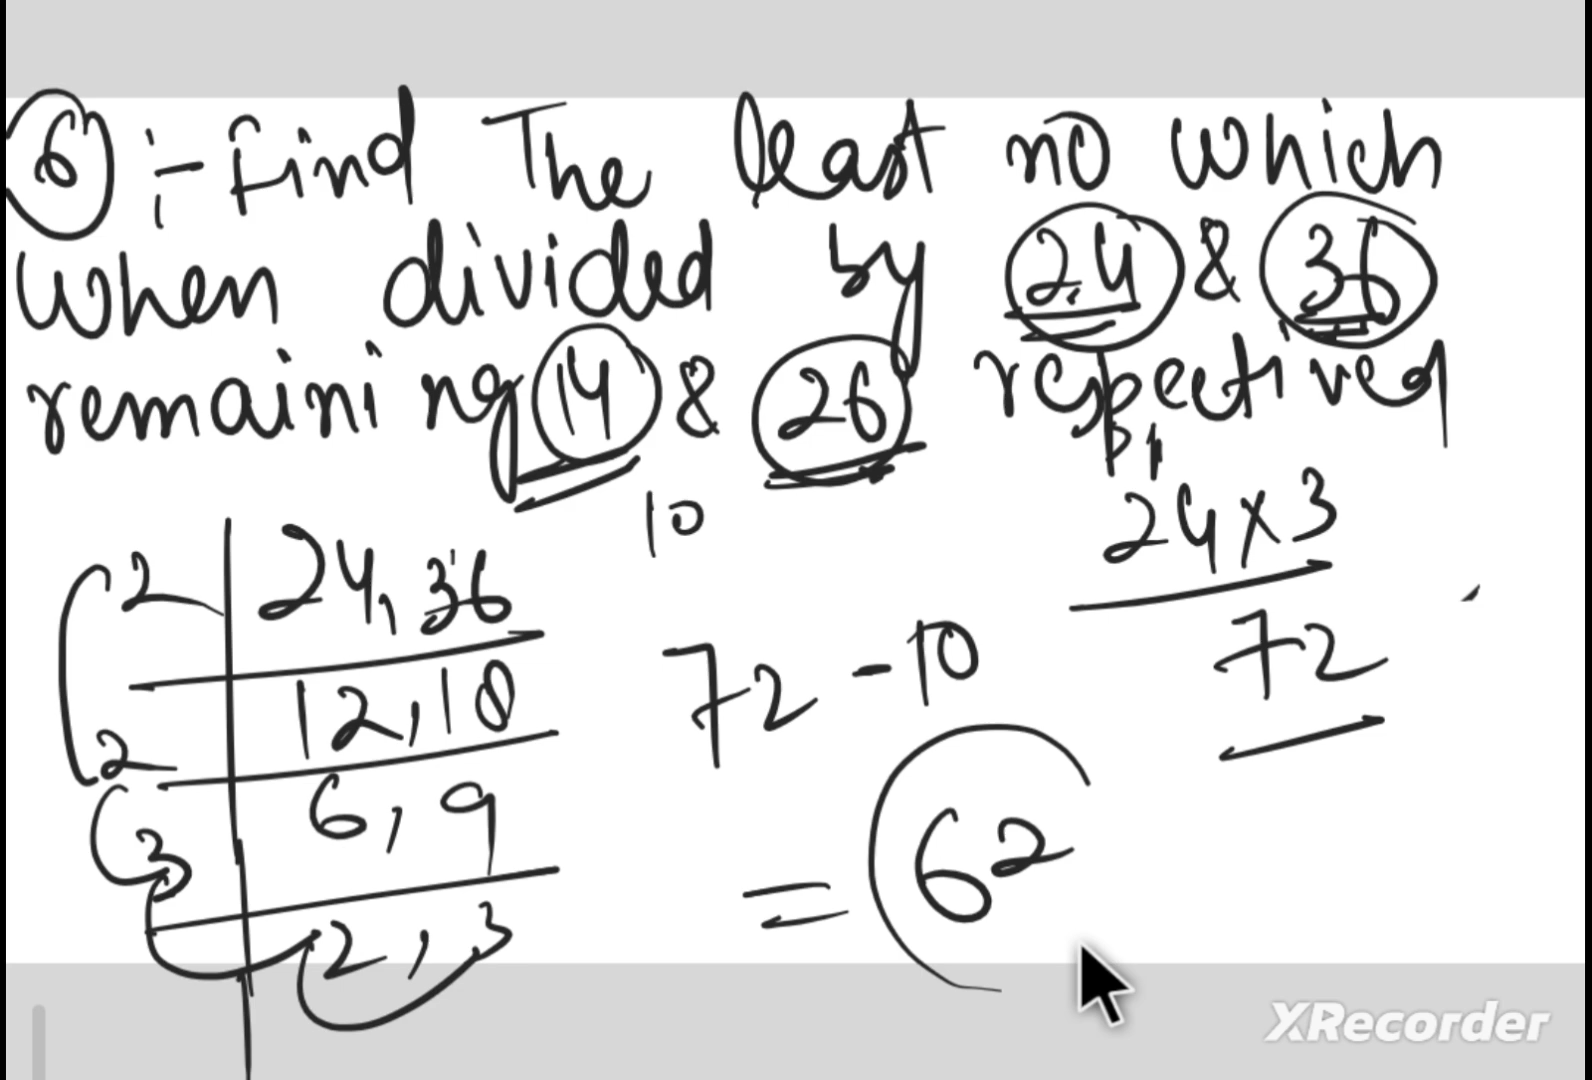 6 :- Find The least no which
when divided by 24 & 36
remaining 14 & 26 repectived
10
24 x 3
2 24, 36
72 - 10
72
12, 18
2
6, 9
= 62
3
2, 3
XRecorder